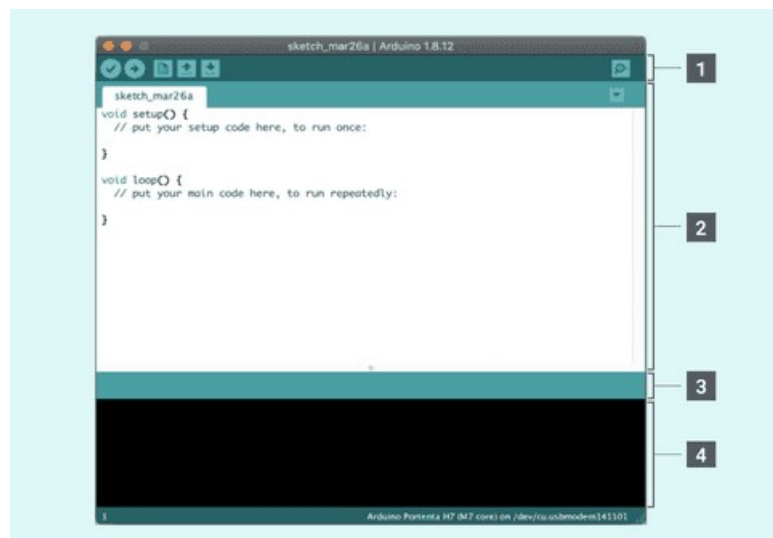 sketch_mar26a | Arduino 1.8.12
1
sketch_mar26a
void setup() {
// put your setup code here, to run once:
}
void loop() {
// put your main code here, to run repeatedly:
}
2
3
4
1
Arduino Portenta H7 (M7 core) on /dev/cu.usbmodem141101